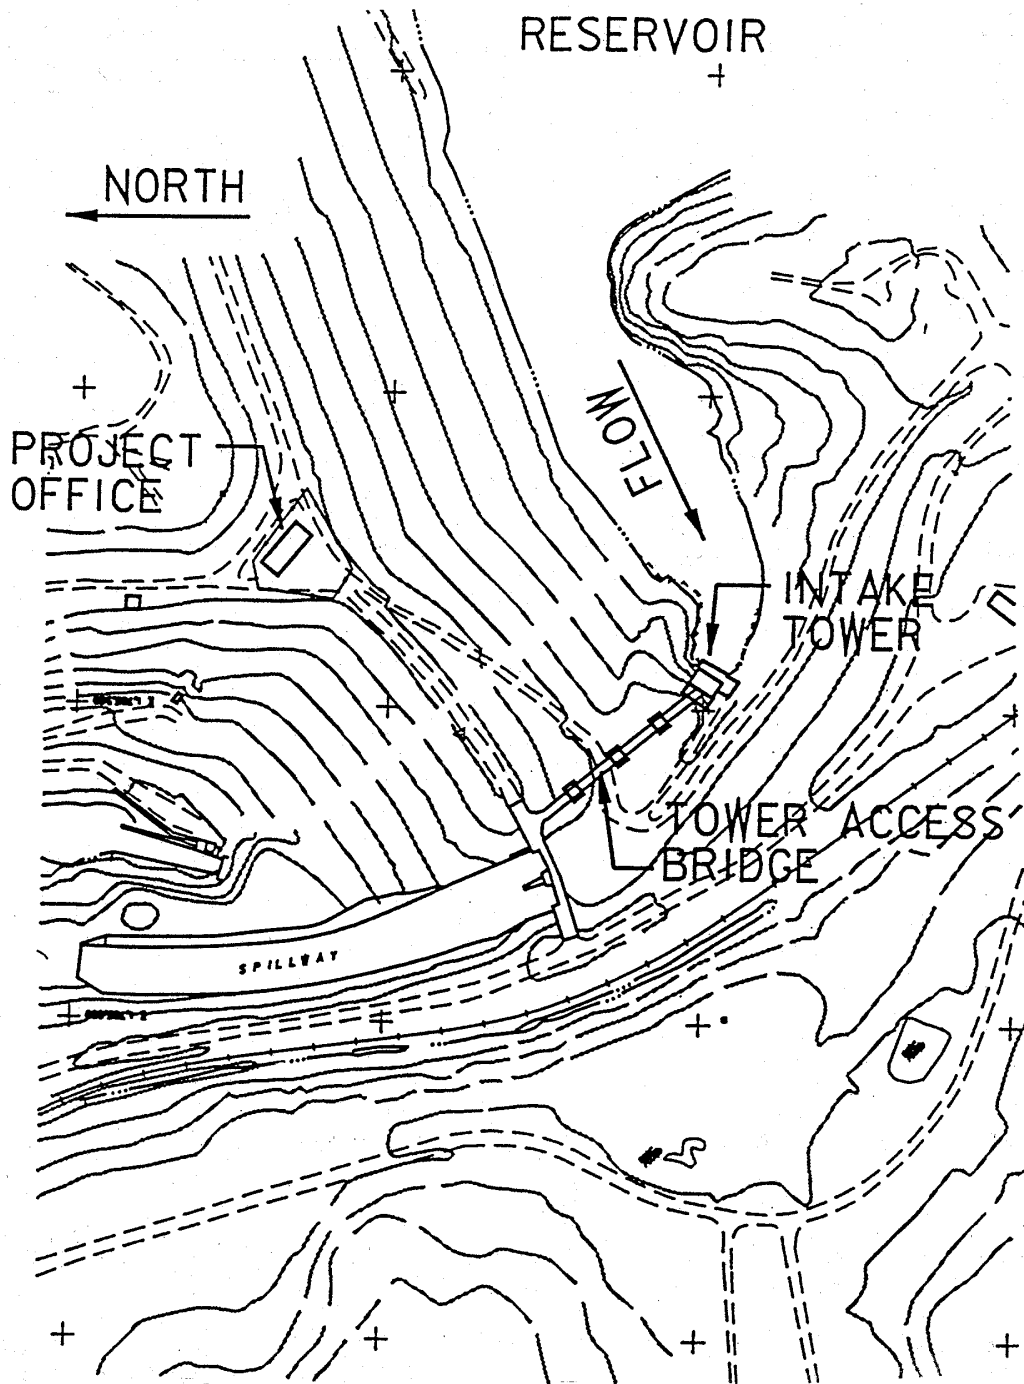 RESERVOIR
NORTH
FLOW
PROJECT
OFFICE
INTAKE
TOWER
TOWER ACCESS
BRIDGE
SPILLWAY